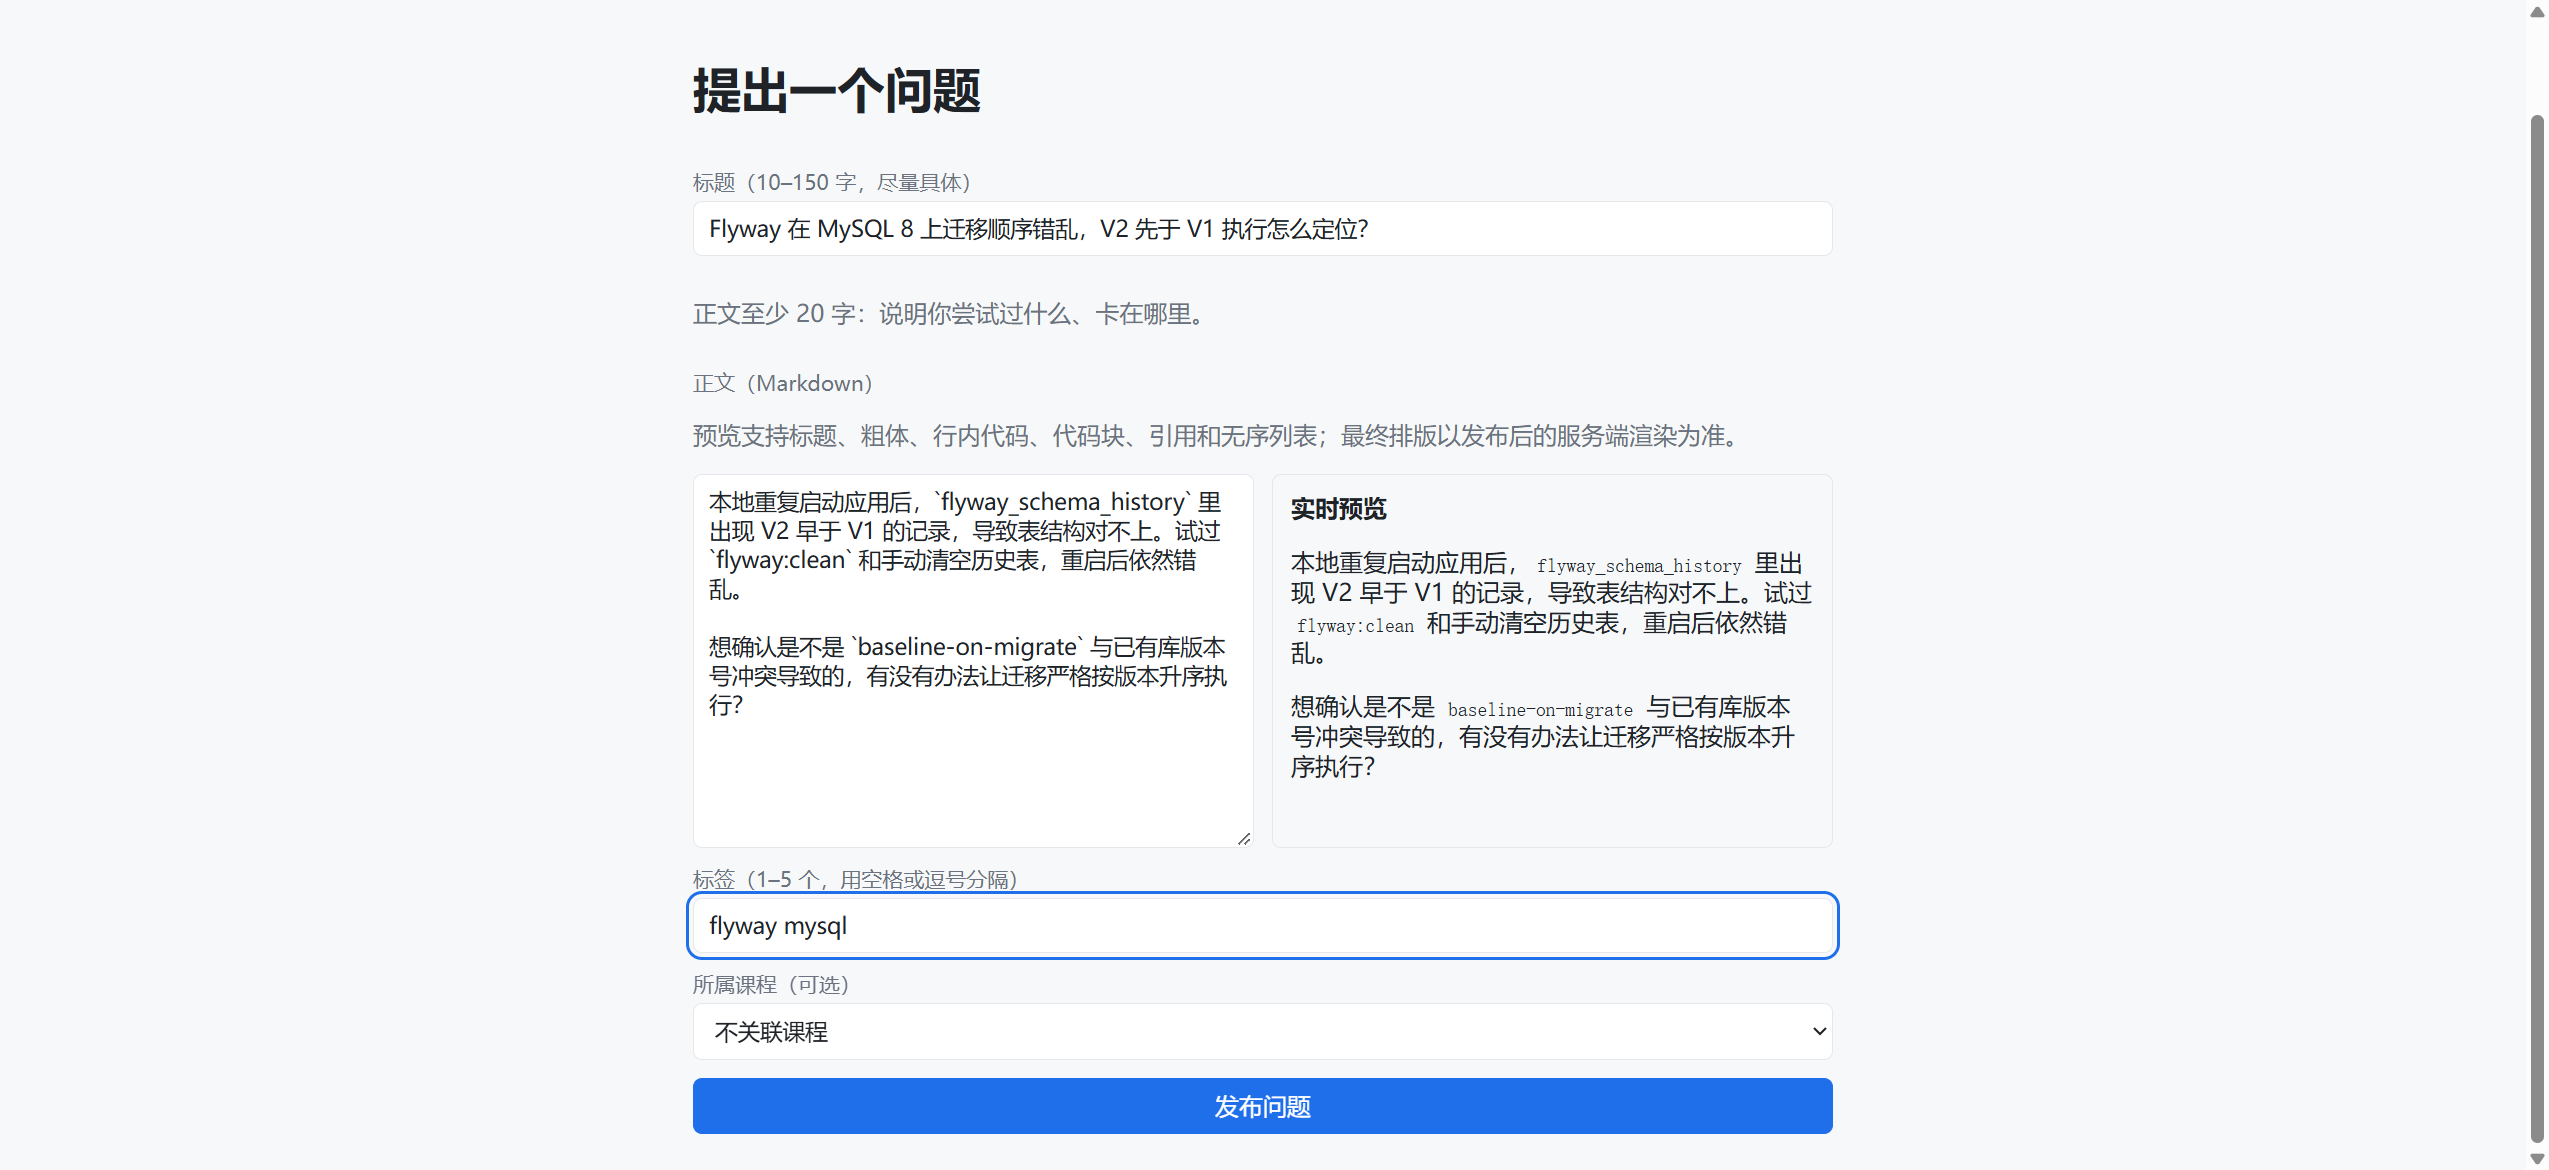 提出一个问题
标题（10–150 字，尽量具体）
Flyway 在 MySQL 8 上迁移顺序错乱，V2 先于 V1 执行怎么定位？
正文至少 20 字：说明你尝试过什么、卡在哪里。
正文（Markdown）
预览支持标题、粗体、行内代码、代码块、引用和无序列表；最终排版以发布后的服务端渲染为准。
本地重复启动应用后，`flyway_schema_history` 里
出现 V2 早于 V1 的记录，导致表结构对不上。试过
`flyway:clean` 和手动清空历史表，重启后依然错
乱。
想确认是不是 `baseline-on-migrate` 与已有库版本
号冲突导致的，有没有办法让迁移严格按版本升序执
行？
实时预览
本地重复启动应用后， flyway_schema_history 里出
现 V2 早于 V1 的记录，导致表结构对不上。试过
flyway:clean 和手动清空历史表，重启后依然错
乱。
想确认是不是 baseline-on-migrate 与已有库版本
号冲突导致的，有没有办法让迁移严格按版本升
序执行？
标签（1–5 个，用空格或逗号分隔）
flyway mysql
所属课程（可选）
不关联课程
发布问题